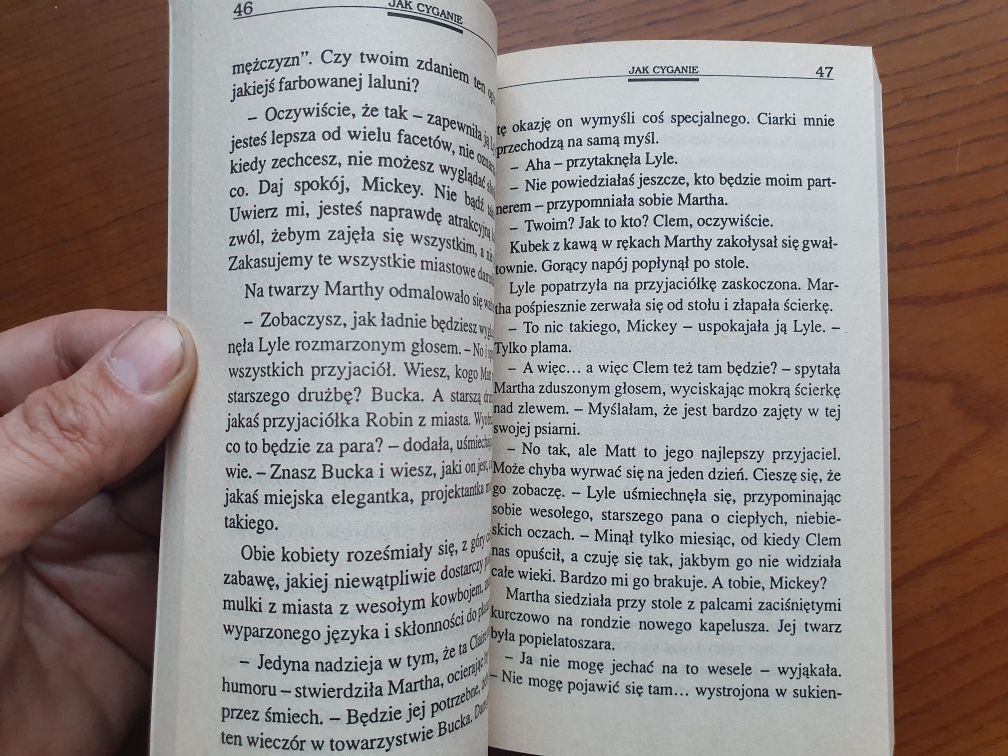 46 JAK CYGANIE
mężczyzn”. Czy twoim zdaniem ten
jakiejś farbowanej laluni?
– Oczywiście, że tak – zapewniła ją
jesteś lepsza od wielu facetów, nie
kiedy zechcesz, nie możesz wyglądać
co. Daj spokój, Mickey. Nie bądź
Uwierz mi, jesteś naprawdę atrakcyjną
zwól, żebym zajęła się wszystkim, a nie
Zakasujemy te wszystkie miastowe
Na twarzy Marthy odmalowało się
– Zobaczysz, jak ładnie będziesz
nęła Lyle rozmarzonym głosem. – No i
wszystkich przyjaciół. Wiesz, kogo Matt
starszego drużbę? Bucka. A starszą
jakaś przyjaciółka Robin z miasta.
co to będzie za para? – dodała,
wie. – Znasz Bucka i wiesz, jaki on jest,
jakaś miejska elegantka, projektantka
takiego.
Obie kobiety roześmiały się, z góry
zabawę, jakiej niewątpliwie dostarczy
mulki z miasta z wesołym kowbojem,
wyparzonego języka i skłonności do
– Jedyna nadzieja w tym, że ta Claire
humoru – stwierdziła Martha, ocierając
przez śmiech. – Będzie jej potrzebne,
ten wieczór w towarzystwie Bucka.
JAK CYGANIE 47
tę okazję on wymyśli coś specjalnego. Ciarki mnie
przechodzą na samą myśl.
– Aha – przytaknęła Lyle.
– Nie powiedziałaś jeszcze, kto będzie moim part-
nerem – przypomniała sobie Martha.
– Twoim? Jak to kto? Clem, oczywiście.
Kubek z kawą w rękach Marthy zakołysał się gwał-
townie. Gorący napój popłynął po stole.
Lyle popatrzyła na przyjaciółkę zaskoczona. Mar-
tha pośpiesznie zerwała się od stołu i złapała ścierkę.
– To nic takiego, Mickey – uspokajała ją Lyle. –
Tylko plama.
– A więc... a więc Clem też tam będzie? – spytała
Martha zduszonym głosem, wyciskając mokrą ścierkę
nad zlewem. – Myślałam, że jest bardzo zajęty w tej
swojej psiarni.
– No tak, ale Matt to jego najlepszy przyjaciel.
Może chyba wyrwać się na jeden dzień. Cieszę się, że
go zobaczę. – Lyle uśmiechnęła się, przypominając
sobie wesołego, starszego pana o ciepłych, niebie-
skich oczach. – Minął tylko miesiąc, od kiedy Clem
nas opuścił, a czuję się tak, jakbym go nie widziała
całe wieki. Bardzo mi go brakuje. A tobie, Mickey?
Martha siedziała przy stole z palcami zaciśniętymi
kurczowo na rondzie nowego kapelusza. Jej twarz
była popielatoszara.
– Ja nie mogę jechać na to wesele – wyjąkała.
– Nie mogę pojawić się tam... wystrojona w sukien-